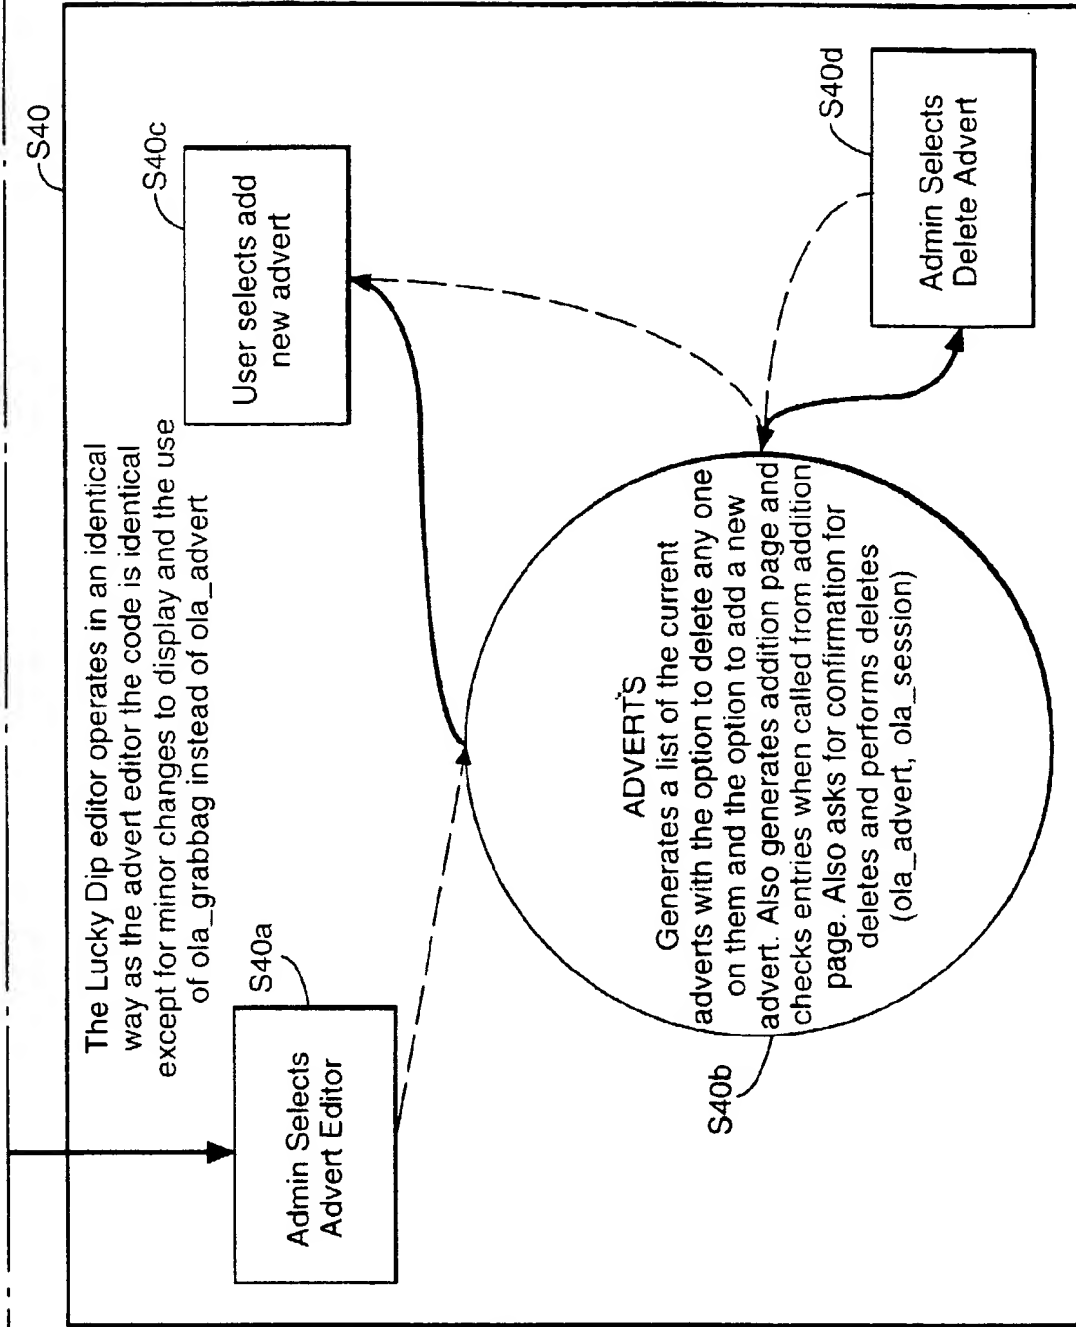 S40
The Lucky Dip editor operates in an identical
way as the advert editor the code is identical
except for minor changes to display and the use
of ola_grabbag instead of ola_advert
S40a
Admin Selects
Advert Editor
S40c
User selects add
new advert
S40b
ADVERTS
Generates a list of the current
adverts with the option to delete any one
on them and the option to add a new
advert. Also generates addition page and
checks entries when called from addition
page. Also asks for confirmation for
deletes and performs deletes
(ola_advert, ola_session)
S40d
Admin Selects
Delete Advert